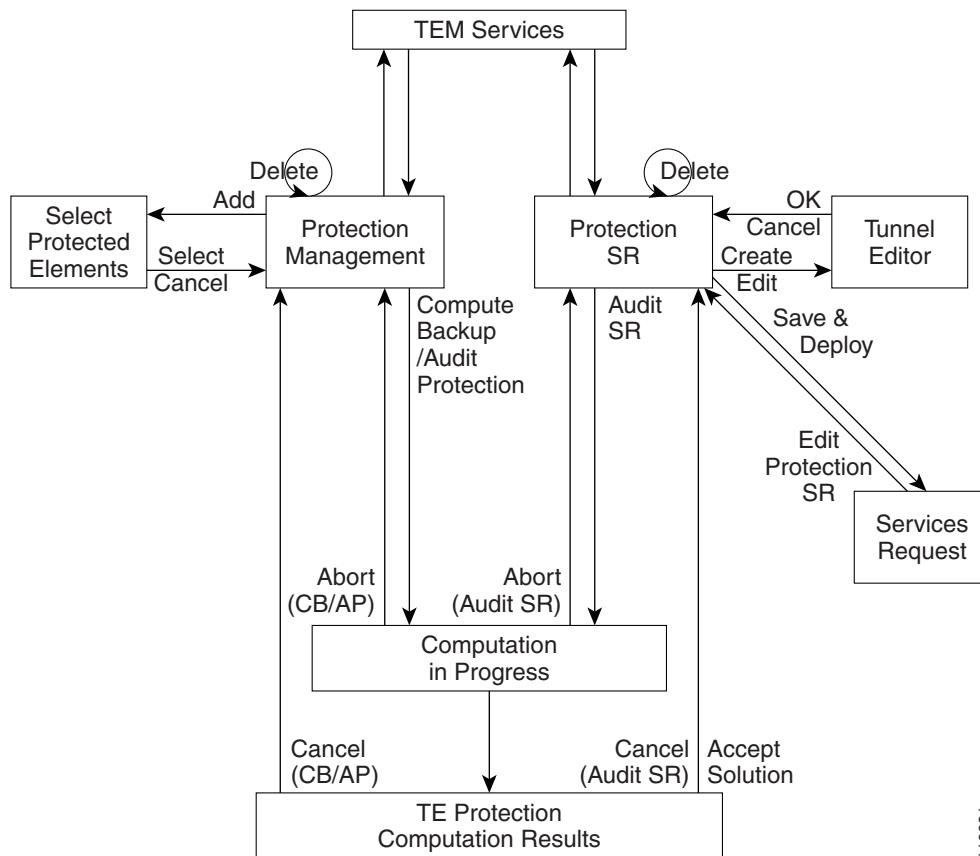 TEM Services
Delete
Delete
Add
OK
Select
Protected
Elements
Protection
Management
Protection
SR
Cancel
Tunnel
Editor
Select
Cancel
Create
Edit
Compute
Backup
/Audit
Protection
Audit
SR
Save &
Deploy
Edit
Protection
SR
Services
Request
Abort
(CB/AP)
Abort
(Audit SR)
Computation
in Progress
Cancel
(CB/AP)
Cancel
(Audit SR)
Accept
Solution
TE Protection
Computation Results